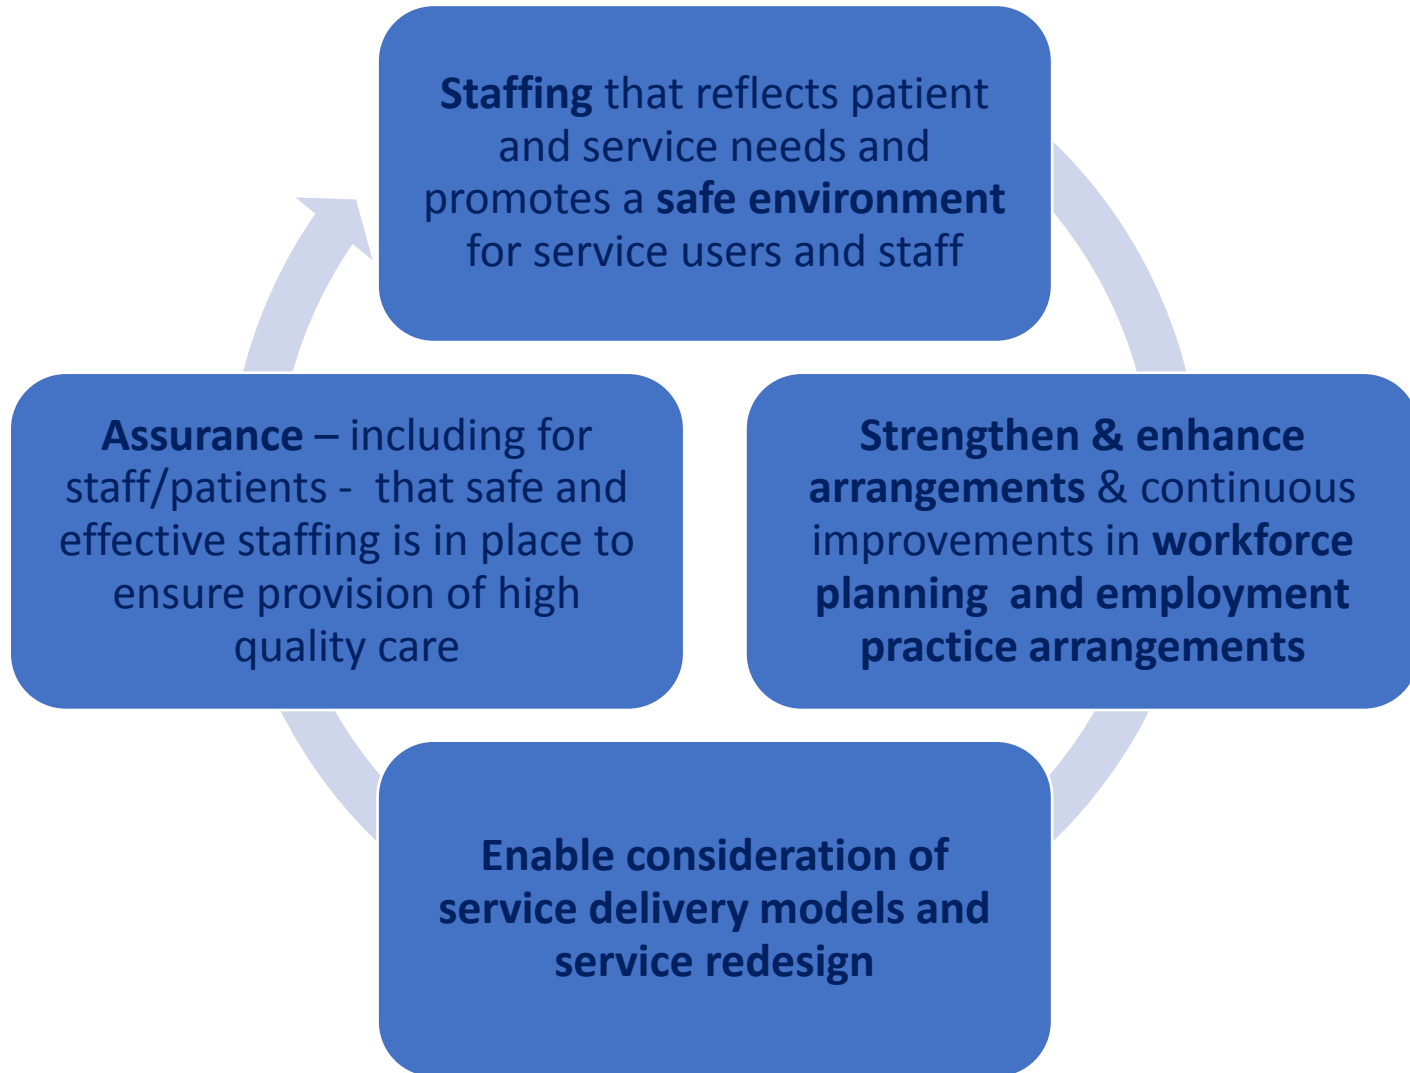 Staffing that reflects patient
and service needs and
promotes a safe environment
for service users and staff
Strengthen & enhance
arrangements & continuous
improvements in workforce
planning  and employment
practice arrangements
Enable consideration of
service delivery models and
service redesign
Assurance – including for
staff/patients -  that safe and
effective staffing is in place to
ensure provision of high
quality care